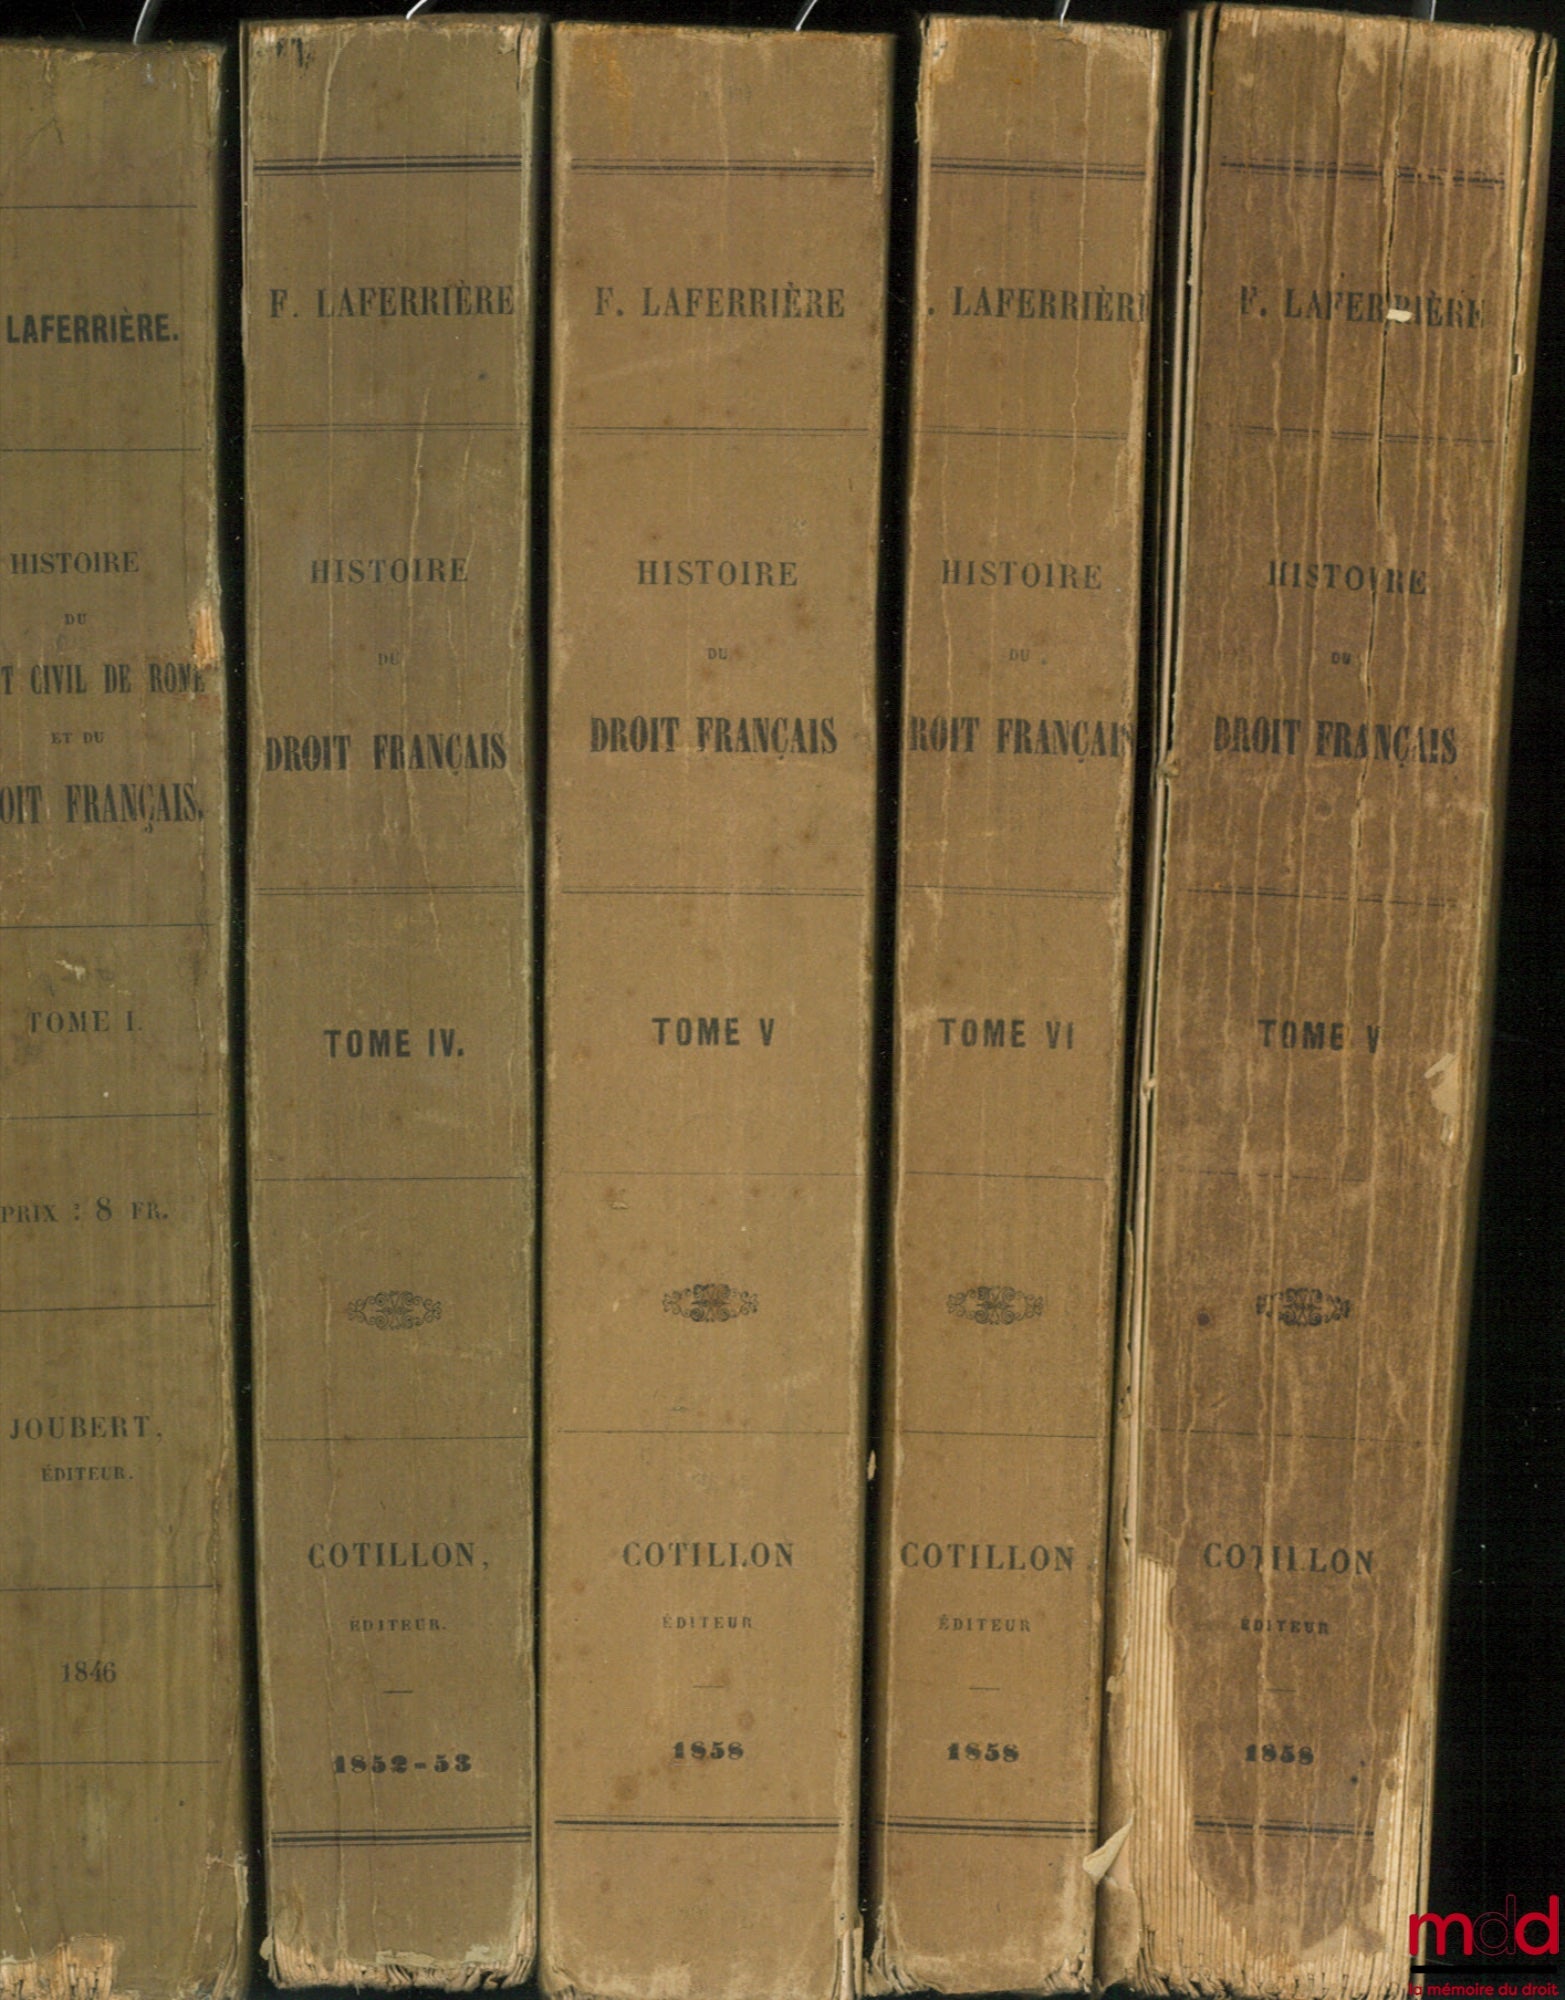 LAFERRIÈRE.
HISTOIRE
DU
T CIVIL DE ROME
ET DU
OIT FRANÇAIS.
TOME I.
PRIX : 8 FR.
JOUBERT,
ÉDITEUR.
1846
F. LAFERRIÈRE
HISTOIRE
DU
DROIT FRANÇAIS
TOME IV.
COTILLON,
ÉDITEUR.
1852-53
F. LAFERRIÈRE
HISTOIRE
DU
DROIT FRANÇAIS
TOME V
COTILLON
ÉDITEUR
1858
. LAFERRIÈRE
HISTOIRE
DU
ROIT FRANÇAIS
TOME VI
COTILLON
ÉDITEUR
1858
F. LAFERRIÈRE
HISTOIRE
DU
DROIT FRANÇAIS
TOME V
COTILLON
ÉDITEUR
1858
mdd
la mémoire du droit